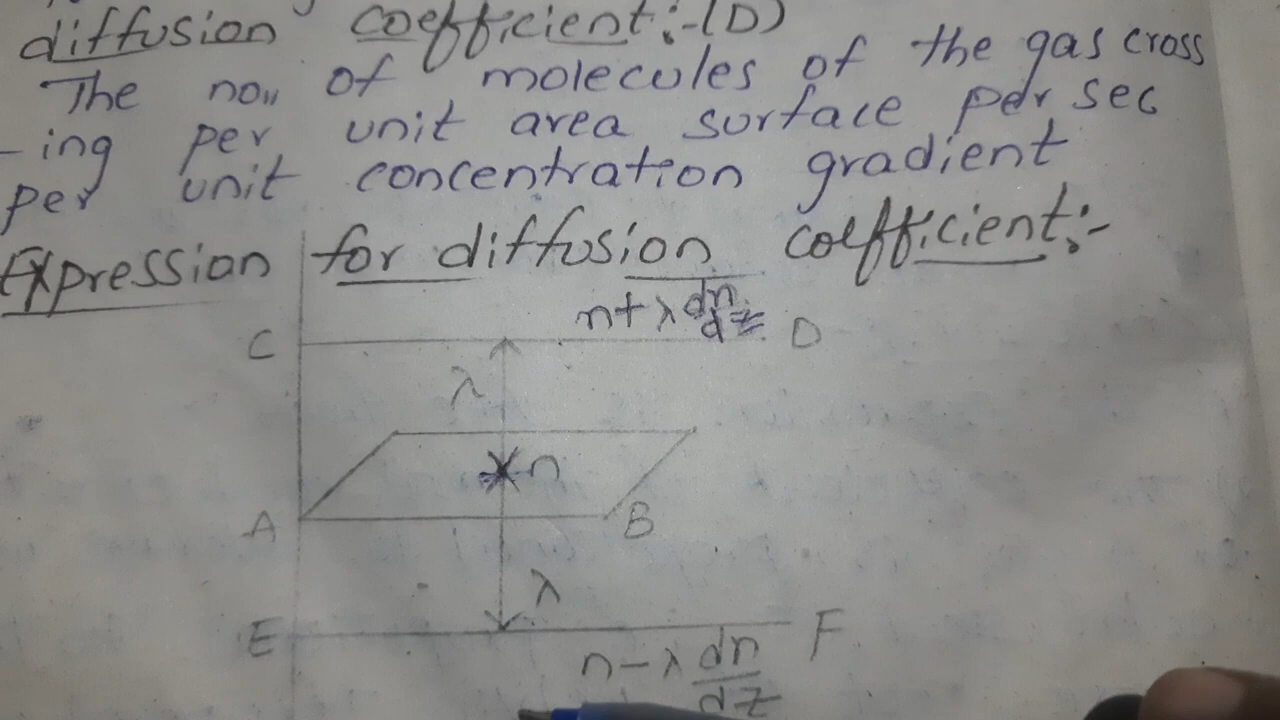 diffusion coefficient:-(D)
The no,, of molecules of the gas cross
-ing per unit area surface per sec
per unit concentration gradient
Expression for diffusion coefficient:-
n+λ dn/dz
C D
λ
n
A B
λ
E F
n-λ dn/dz